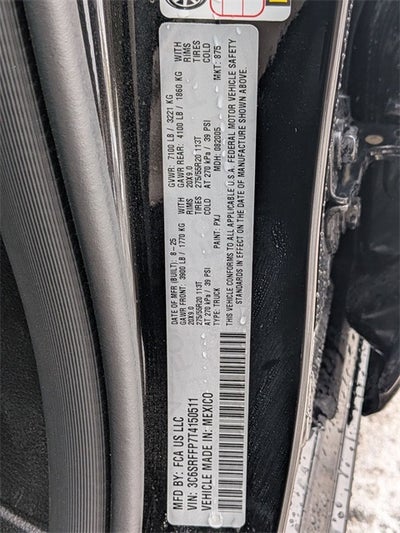 MFD BY: FCA US LLC
VIN: 3C6SRFFP7T4150511
VEHICLE MADE IN: MEXICO
DATE OF MFR (BUILT): 8-25 GVWR: 7100 LB / 3221 KG
GAWR FRONT: 3900 LB / 1770 KG WITH GAWR REAR: 4100 LB / 1860 KG WITH
20X9.0 RIMS 20X9.0 RIMS
275/55R20 113T TIRES 275/55R20 113T TIRES
AT 270 kPa / 39 PSI COLD AT 270 kPa / 39 PSI COLD
TYPE: TRUCK PAINT: PXJ MDH: 082005 MKT: 875
THIS VEHICLE CONFORMS TO ALL APPLICABLE U.S.A. FEDERAL MOTOR VEHICLE SAFETY
STANDARDS IN EFFECT ON THE DATE OF MANUFACTURE SHOWN ABOVE